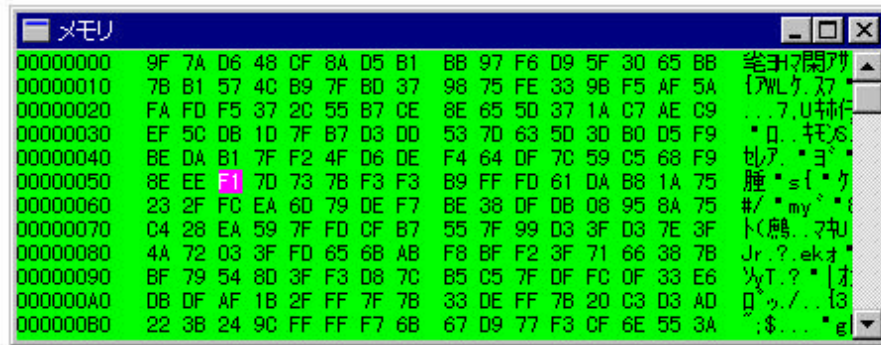 メモリ
00000000 9F 7A D6 48 CF 8A D5 B1 BB 97 F6 D9 5F 30 65 BB
00000010 7B B1 57 4C B9 7F BD 37 98 75 FE 33 9B F5 AF 5A
00000020 FA FD F5 37 2C 55 B7 CE 8E 65 5D 37 1A C7 AE C9
00000030 EF 5C DB 1D 7F B7 D3 DD 53 7D 63 5D 3D B0 D5 F9
00000040 BE DA B1 7F F2 4F D6 DE F4 64 DF 7C 59 C5 68 F9
00000050 8E EE F1 7D 73 7B F3 F3 B9 FF FD 61 DA B8 1A 75
00000060 23 2F FC EA 6D 79 DE F7 BE 38 DF DB 08 95 8A 75
00000070 C4 28 EA 59 7F FD CF B7 55 7F 99 D3 3F D3 7E 3F
00000080 4A 72 03 3F FD 65 6B AB F8 BF F2 3F 71 66 38 7B
00000090 BF 79 54 8D 3F F3 D8 7C B5 C5 7F DF FC 0F 33 E6
000000A0 DB DF AF 1B 2F FF 7F 7B 33 DE FF 7B 20 C3 D3 AD
000000B0 22 3B 24 9C FF FF F7 6B 67 D9 77 F3 CF 6E 55 3A